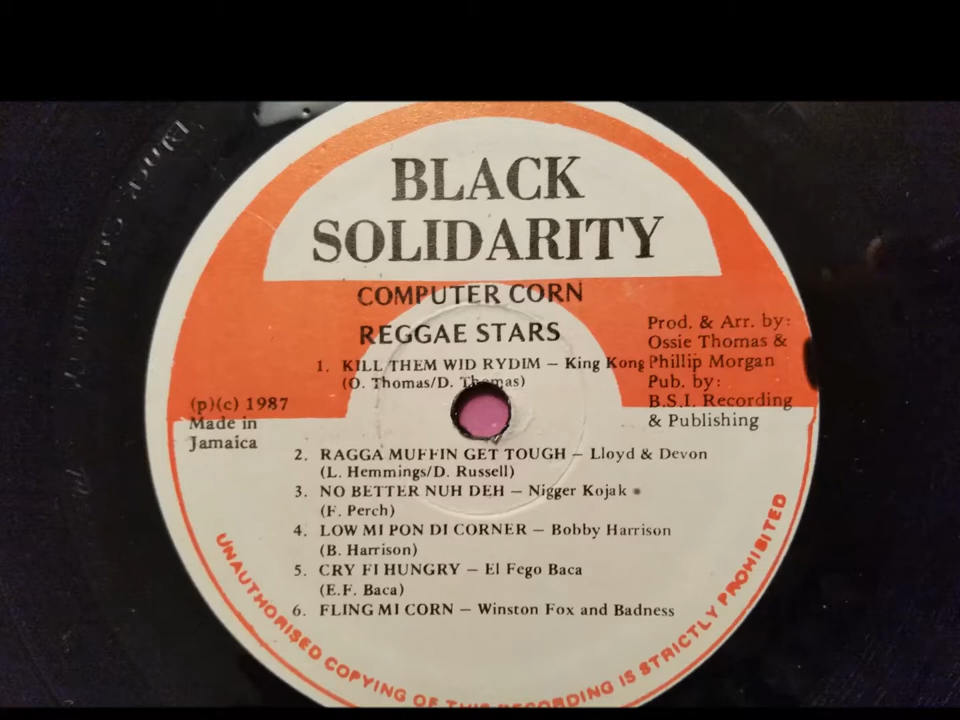 BLACK
SOLIDARITY
COMPUTER CORN
REGGAE STARS
1. KILL THEM WID RYDIM — King Kong
(O. Thomas/D. Thomas)
Prod. & Arr. by:
Ossie Thomas &
Phillip Morgan
Pub. by:
B.S.I. Recording
& Publishing
(p)(c) 1987
Made in
Jamaica
2. RAGGA MUFFIN GET TOUGH — Lloyd & Devon
(L. Hemmings/D. Russell)
3. NO BETTER NUH DEH — Nigger Kojak
(F. Perch)
4. LOW MI PON DI CORNER — Bobby Harrison
(B. Harrison)
5. CRY FI HUNGRY — El Fego Baca
(E.F. Baca)
6. FLING MI CORN — Winston Fox and Badness
UNAUTHORISED COPYING OF THIS RECORDING IS STRICTLY PROHIBITED